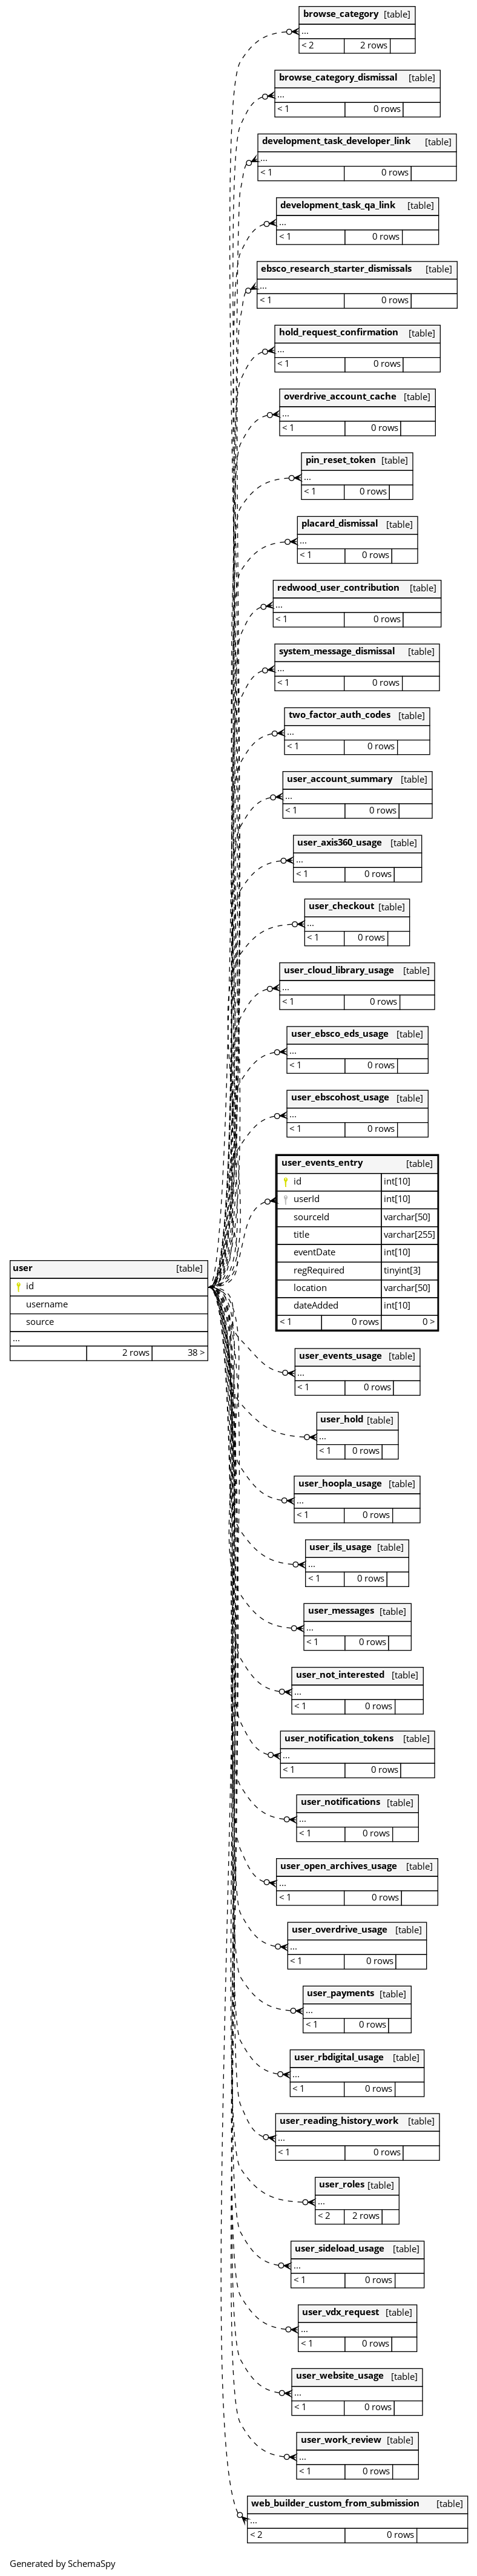 browse_category [table]
...
< 2 2 rows
browse_category_dismissal [table]
...
< 1 0 rows
development_task_developer_link [table]
...
< 1 0 rows
development_task_qa_link [table]
...
< 1 0 rows
ebsco_research_starter_dismissals [table]
...
< 1 0 rows
hold_request_confirmation [table]
...
< 1 0 rows
overdrive_account_cache [table]
...
< 1 0 rows
pin_reset_token [table]
...
< 1 0 rows
placard_dismissal [table]
...
< 1 0 rows
redwood_user_contribution [table]
...
< 1 0 rows
system_message_dismissal [table]
...
< 1 0 rows
two_factor_auth_codes [table]
...
< 1 0 rows
user_account_summary [table]
...
< 1 0 rows
user_axis360_usage [table]
...
< 1 0 rows
user_checkout [table]
...
< 1 0 rows
user_cloud_library_usage [table]
...
< 1 0 rows
user_ebsco_eds_usage [table]
...
< 1 0 rows
user_ebscohost_usage [table]
...
< 1 0 rows
user_events_entry [table]
id int[10]
userId int[10]
sourceId varchar[50]
title varchar[255]
eventDate int[10]
regRequired tinyint[3]
location varchar[50]
dateAdded int[10]
< 1 0 rows 0 >
user [table]
id
username
source
...
2 rows 38 >
user_events_usage [table]
...
< 1 0 rows
user_hold [table]
...
< 1 0 rows
user_hoopla_usage [table]
...
< 1 0 rows
user_ils_usage [table]
...
< 1 0 rows
user_messages [table]
...
< 1 0 rows
user_not_interested [table]
...
< 1 0 rows
user_notification_tokens [table]
...
< 1 0 rows
user_notifications [table]
...
< 1 0 rows
user_open_archives_usage [table]
...
< 1 0 rows
user_overdrive_usage [table]
...
< 1 0 rows
user_payments [table]
...
< 1 0 rows
user_rbdigital_usage [table]
...
< 1 0 rows
user_reading_history_work [table]
...
< 1 0 rows
user_roles [table]
...
< 2 2 rows
user_sideload_usage [table]
...
< 1 0 rows
user_vdx_request [table]
...
< 1 0 rows
user_website_usage [table]
...
< 1 0 rows
user_work_review [table]
...
< 1 0 rows
web_builder_custom_from_submission [table]
...
< 2 0 rows
Generated by SchemaSpy